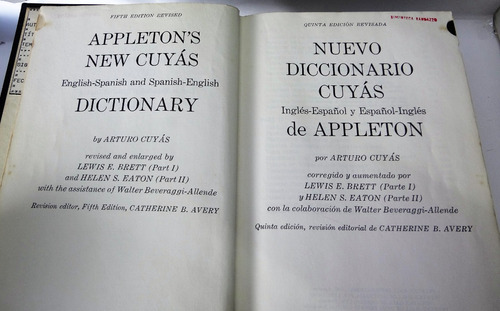 FIFTH EDITION REVISED
APPLETON'S
NEW CUYÁS
English-Spanish and Spanish-English
DICTIONARY
by ARTURO CUYÁS
revised and enlarged by
LEWIS E. BRETT (Part I)
and HELEN S. EATON (Part II)
with the assistance of Walter Beveraggi-Allende
Revision editor, Fifth Edition, CATHERINE B. AVERY
QUINTA EDICIÓN REVISADA
NUEVO
DICCIONARIO
CUYÁS
Inglés-Español y Español-Inglés
de APPLETON
por ARTURO CUYÁS
corregido y aumentado por
LEWIS E. BRETT (Parte I)
y HELEN S. EATON (Parte II)
con la colaboración de Walter Beveraggi-Allende
Quinta edición, revisión editorial de CATHERINE B. AVERY